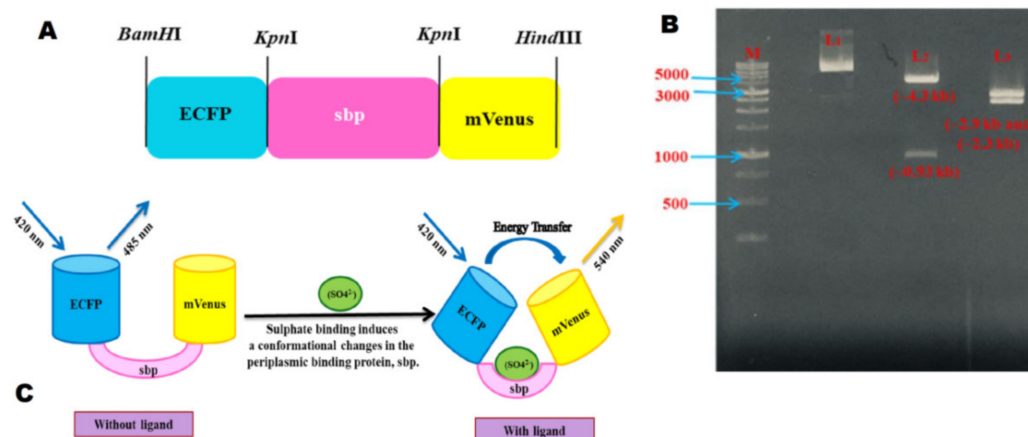 A
BamHI
KpnI
KpnI
HindIII
ECFP
sbp
mVenus
B
M
L1
L2
L3
5000
3000
1000
500
(~4.3 kb)
(~0.93 kb)
(~2.9 kb and
(~2.3 kb)
420 nm
485 nm
ECFP
mVenus
sbp
(SO4²⁻)
Sulphate binding induces
a conformational changes in the
periplasmic binding protein, sbp.
420 nm
Energy Transfer
540 nm
ECFP
mVenus
(SO4²⁻)
sbp
C
Without ligand
With ligand